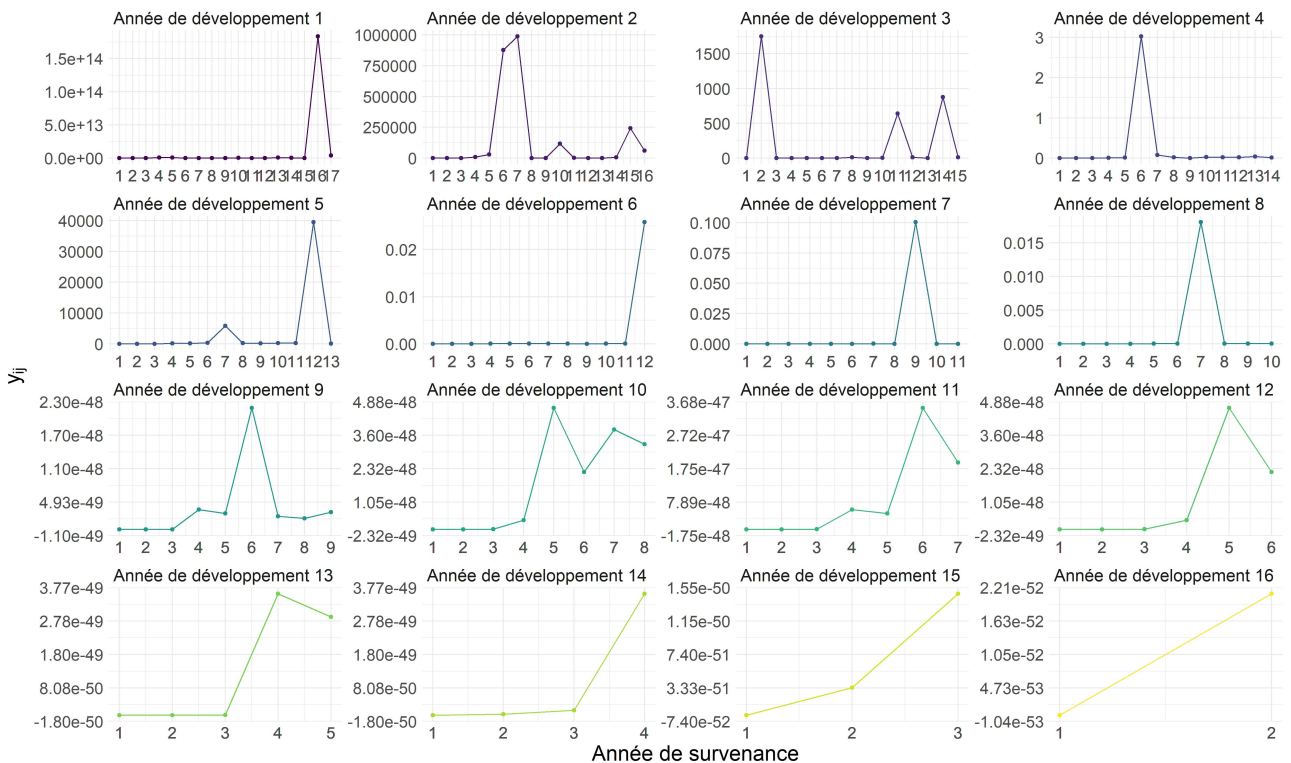 Année de développement 1
Année de développement 2
Année de développement 3
Année de développement 4
1.5e+14
1.0e+14
5.0e+13
0.0e+00
1000000
750000
500000
250000
0
1500
1000
500
0
3
2
1
0
1 2 3 4 5 6 7 8 9 10 11 12 13 14 15 16 17
1 2 3 4 5 6 7 8 9 10 11 12 13 14 15 16
1 2 3 4 5 6 7 8 9 10 11 12 13 14 15
1 2 3 4 5 6 7 8 9 10 11 12 13 14
Année de développement 5
Année de développement 6
Année de développement 7
Année de développement 8
40000
30000
20000
10000
0
0.02
0.01
0.00
0.100
0.075
0.050
0.025
0.000
0.015
0.010
0.005
0.000
1 2 3 4 5 6 7 8 9 10 11 12 13
1 2 3 4 5 6 7 8 9 10 11 12
1 2 3 4 5 6 7 8 9 10 11
1 2 3 4 5 6 7 8 9 10
yij
Année de développement 9
Année de développement 10
Année de développement 11
Année de développement 12
2.30e-48
1.70e-48
1.10e-48
4.93e-49
-1.10e-49
4.88e-48
3.60e-48
2.32e-48
1.05e-48
-2.32e-49
3.68e-47
2.72e-47
1.75e-47
7.89e-48
-1.75e-48
4.88e-48
3.60e-48
2.32e-48
1.05e-48
-2.32e-49
1 2 3 4 5 6 7 8 9
1 2 3 4 5 6 7 8
1 2 3 4 5 6 7
1 2 3 4 5 6
Année de développement 13
Année de développement 14
Année de développement 15
Année de développement 16
3.77e-49
2.78e-49
1.80e-49
8.08e-50
-1.80e-50
3.77e-49
2.78e-49
1.80e-49
8.08e-50
-1.80e-50
1.55e-50
1.15e-50
7.40e-51
3.33e-51
-7.40e-52
2.21e-52
1.63e-52
1.05e-52
4.73e-53
-1.04e-53
1 2 3 4 5
1 2 3 4
1 2 3
1 2
Année de survenance